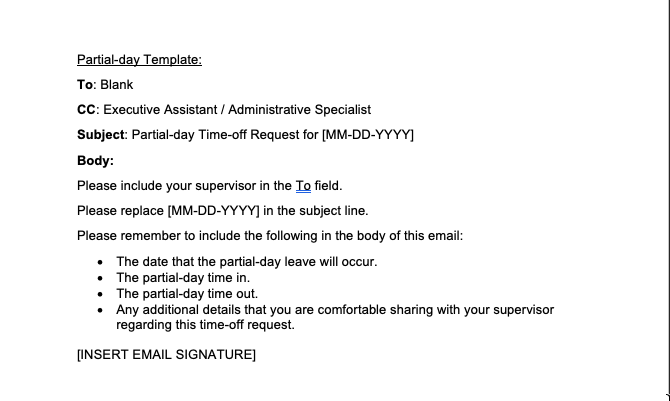 Partial-day Template:
To: Blank
CC: Executive Assistant / Administrative Specialist
Subject: Partial-day Time-off Request for [MM-DD-YYYY]
Body:
Please include your supervisor in the To field.
Please replace [MM-DD-YYYY] in the subject line.
Please remember to include the following in the body of this email:
• The date that the partial-day leave will occur.
• The partial-day time in.
• The partial-day time out.
• Any additional details that you are comfortable sharing with your supervisor
regarding this time-off request.
[INSERT EMAIL SIGNATURE]